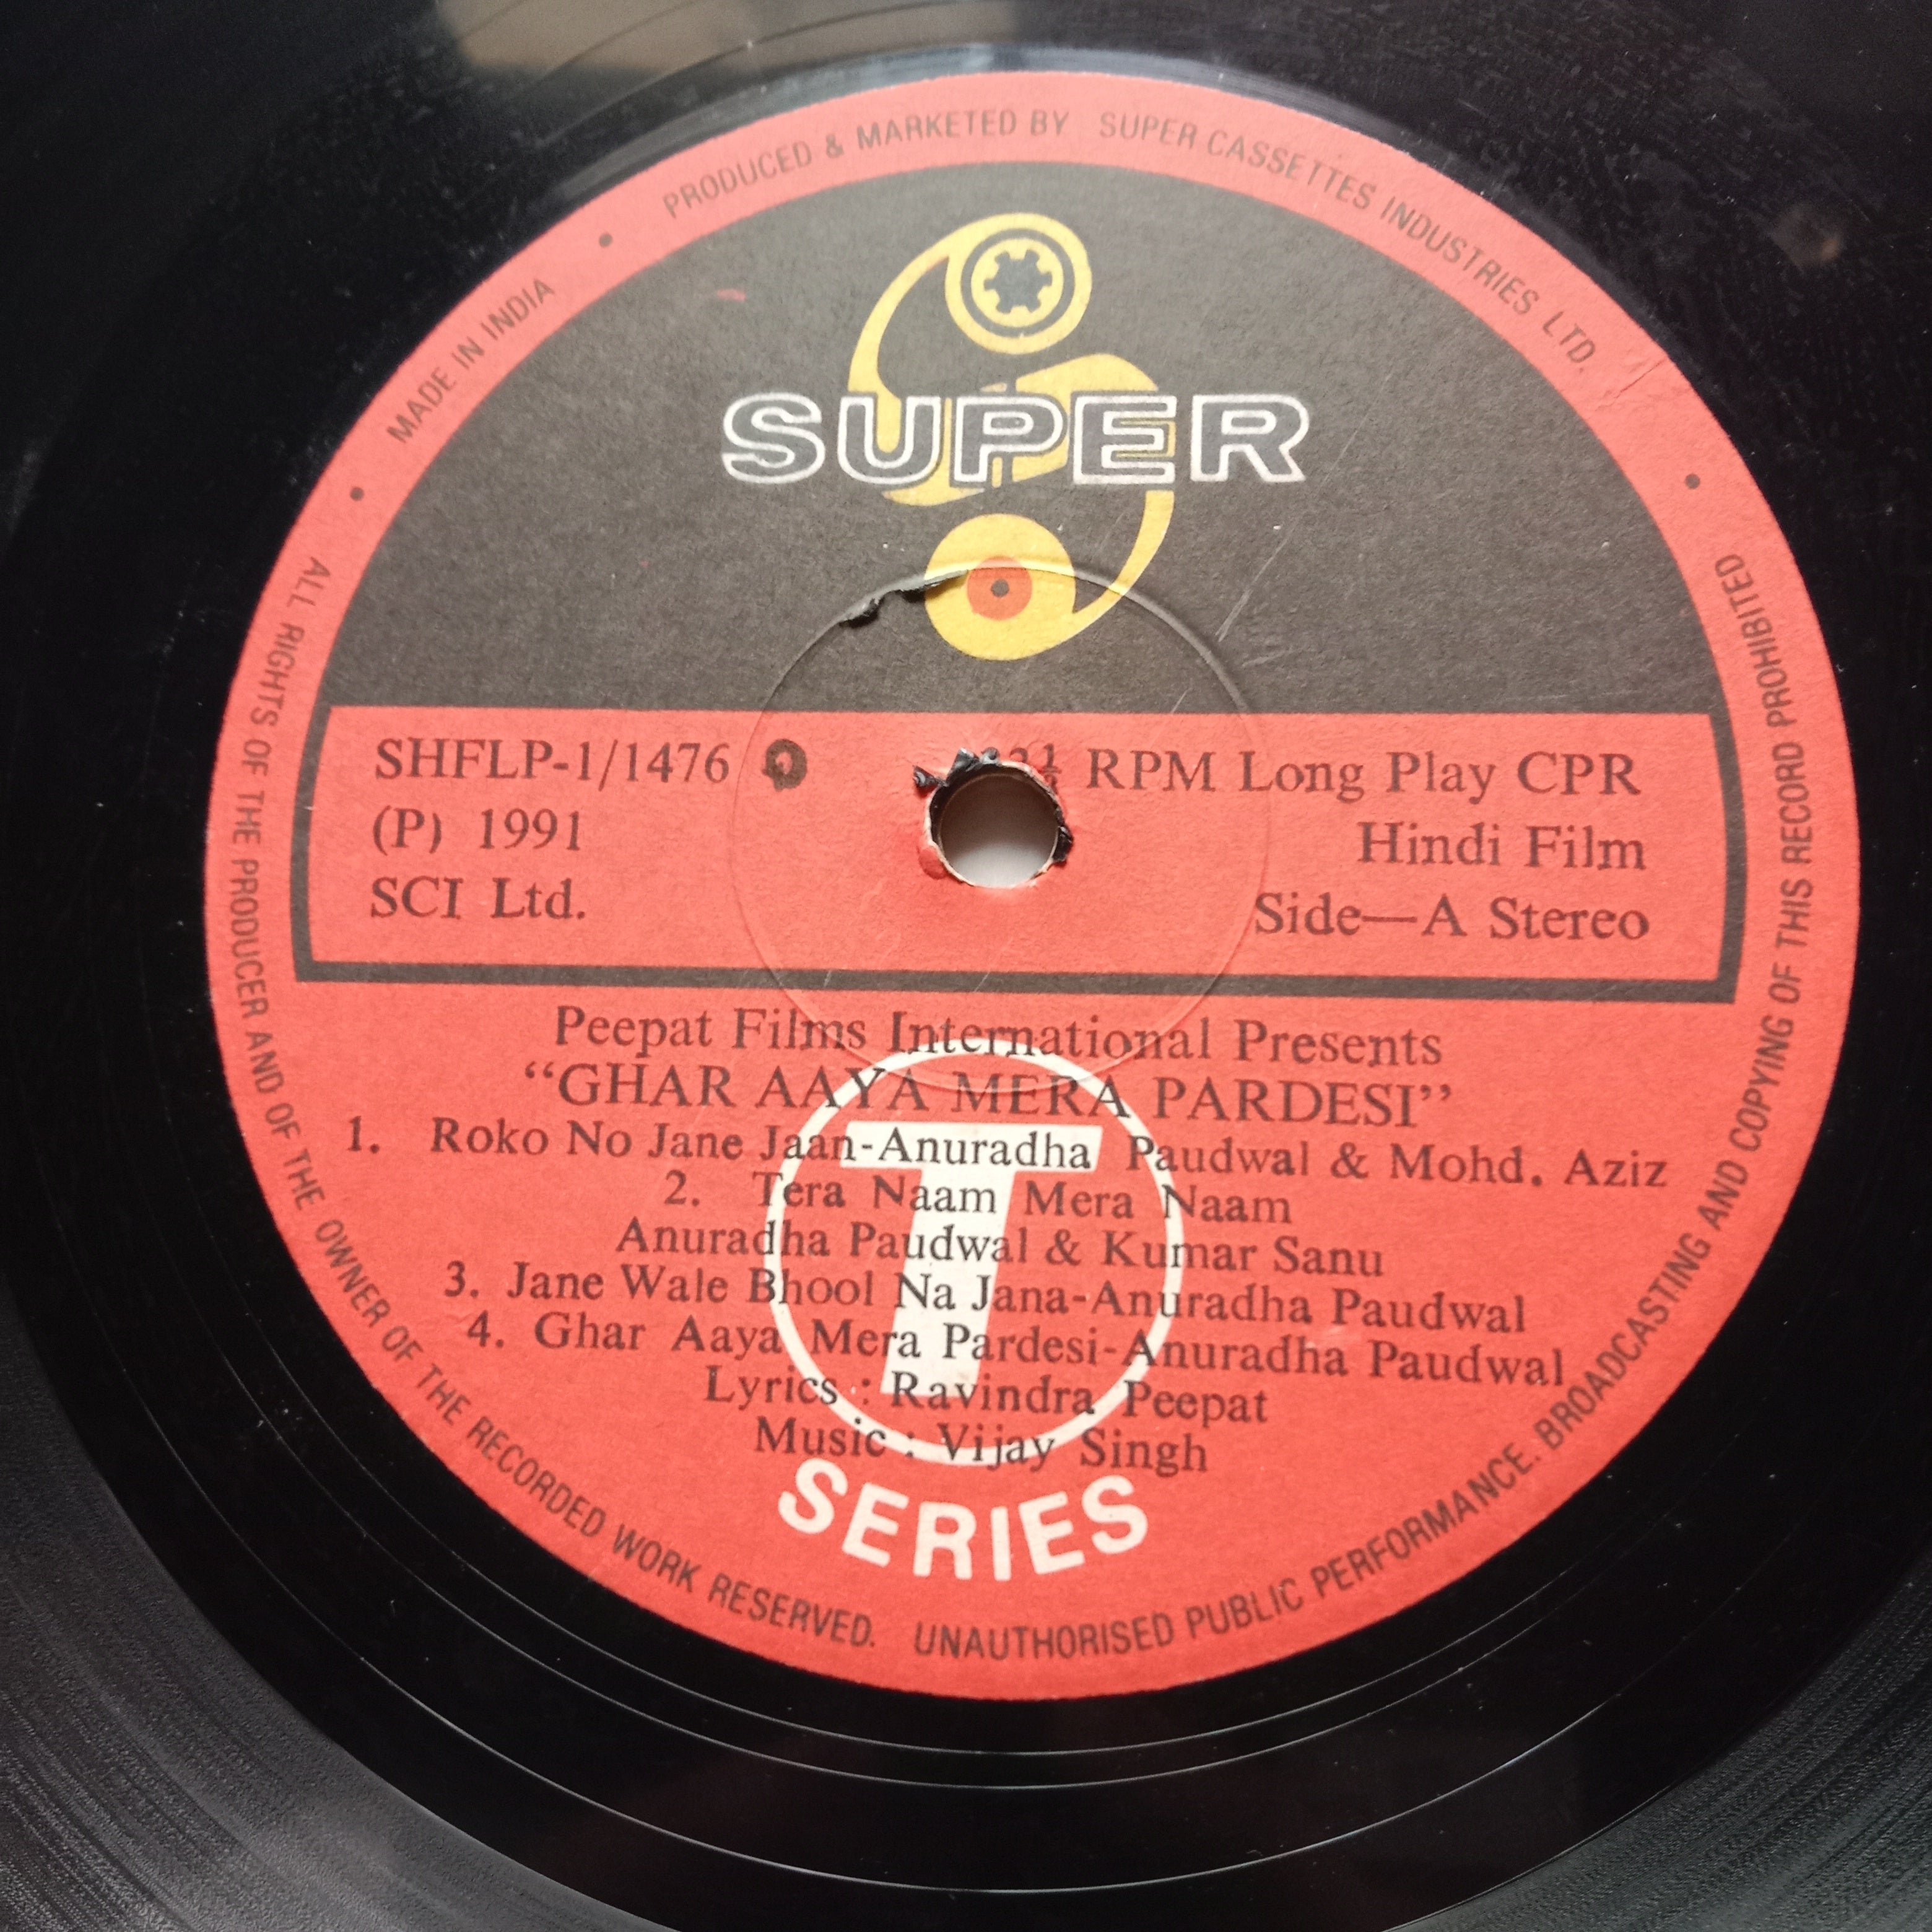 MADE IN INDIA • PRODUCED & MARKETED BY SUPER CASSETTES INDUSTRIES LTD. •
SUPER
SHFLP-1/1476
RPM Long Play CPR
(P) 1991
Hindi Film
SCI Ltd.
Side—A Stereo
Peepat Films International Presents
“GHAR AAYA MERA PARDESI”
1. Roko No Jane Jaan-Anuradha Paudwal & Mohd. Aziz
2. Tera Naam Mera Naam
Anuradha Paudwal & Kumar Sanu
3. Jane Wale Bhool Na Jana-Anuradha Paudwal
4. Ghar Aaya Mera Pardesi-Anuradha Paudwal
Lyrics : Ravindra Peepat
Music : Vijay Singh
T
SERIES
• ALL RIGHTS OF THE PRODUCER AND OF THE OWNER OF THE RECORDED WORK RESERVED. UNAUTHORISED PUBLIC PERFORMANCE. BROADCASTING AND COPYING OF THIS RECORD PROHIBITED